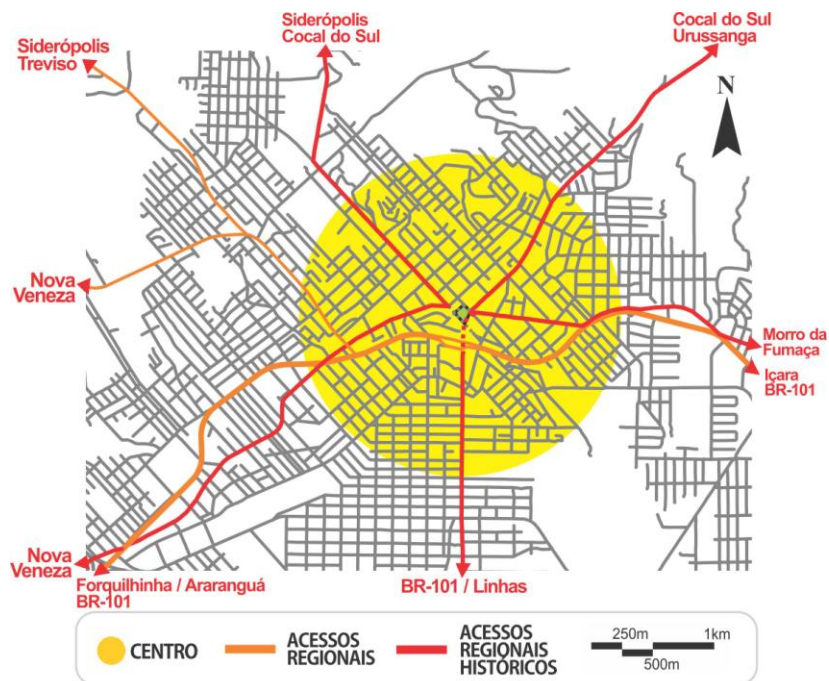 Siderópolis
Cocal do Sul
Cocal do Sul
Urussanga
Siderópolis
Treviso
N
Nova
Veneza
Morro da
Fumaça
Içara
BR-101
Nova
Veneza
Forquilhinha / Araranguá
BR-101
BR-101 / Linhas
CENTRO
ACESSOS
REGIONAIS
ACESSOS
REGIONAIS
HISTÓRICOS
250m 1km
500m